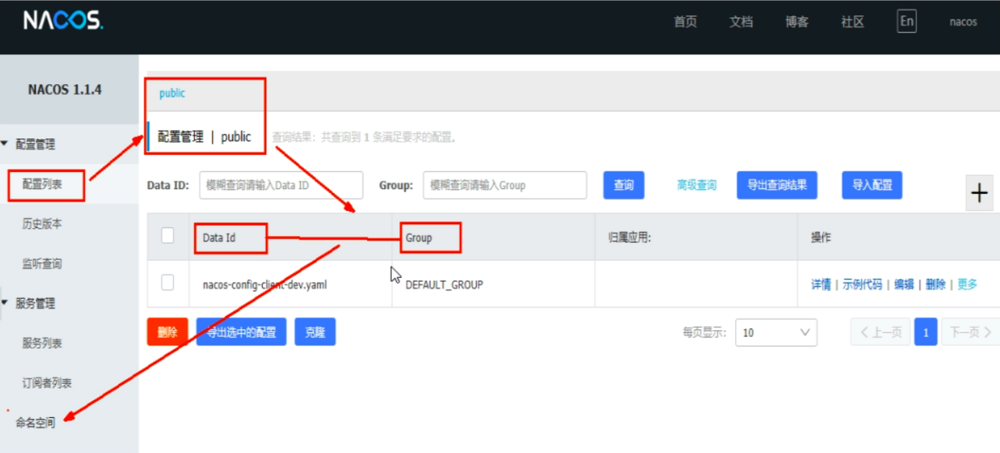 NACOS.
首页 文档 博客 社区 En nacos
NACOS 1.1.4
配置管理
配置列表
历史版本
监听查询
服务管理
服务列表
订阅者列表
命名空间
public
配置管理 | public 查询结果：共查询到 1 条满足要求的配置。
Data ID: 模糊查询请输入Data ID Group: 模糊查询请输入Group 查询 高级查询 导出查询结果 导入配置 +
Data Id Group 归属应用: 操作
nacos-config-client-dev.yaml DEFAULT_GROUP 详情 | 示例代码 | 编辑 | 删除 | 更多
删除 导出选中的配置 克隆 每页显示: 10 < 上一页 1 下一页 >